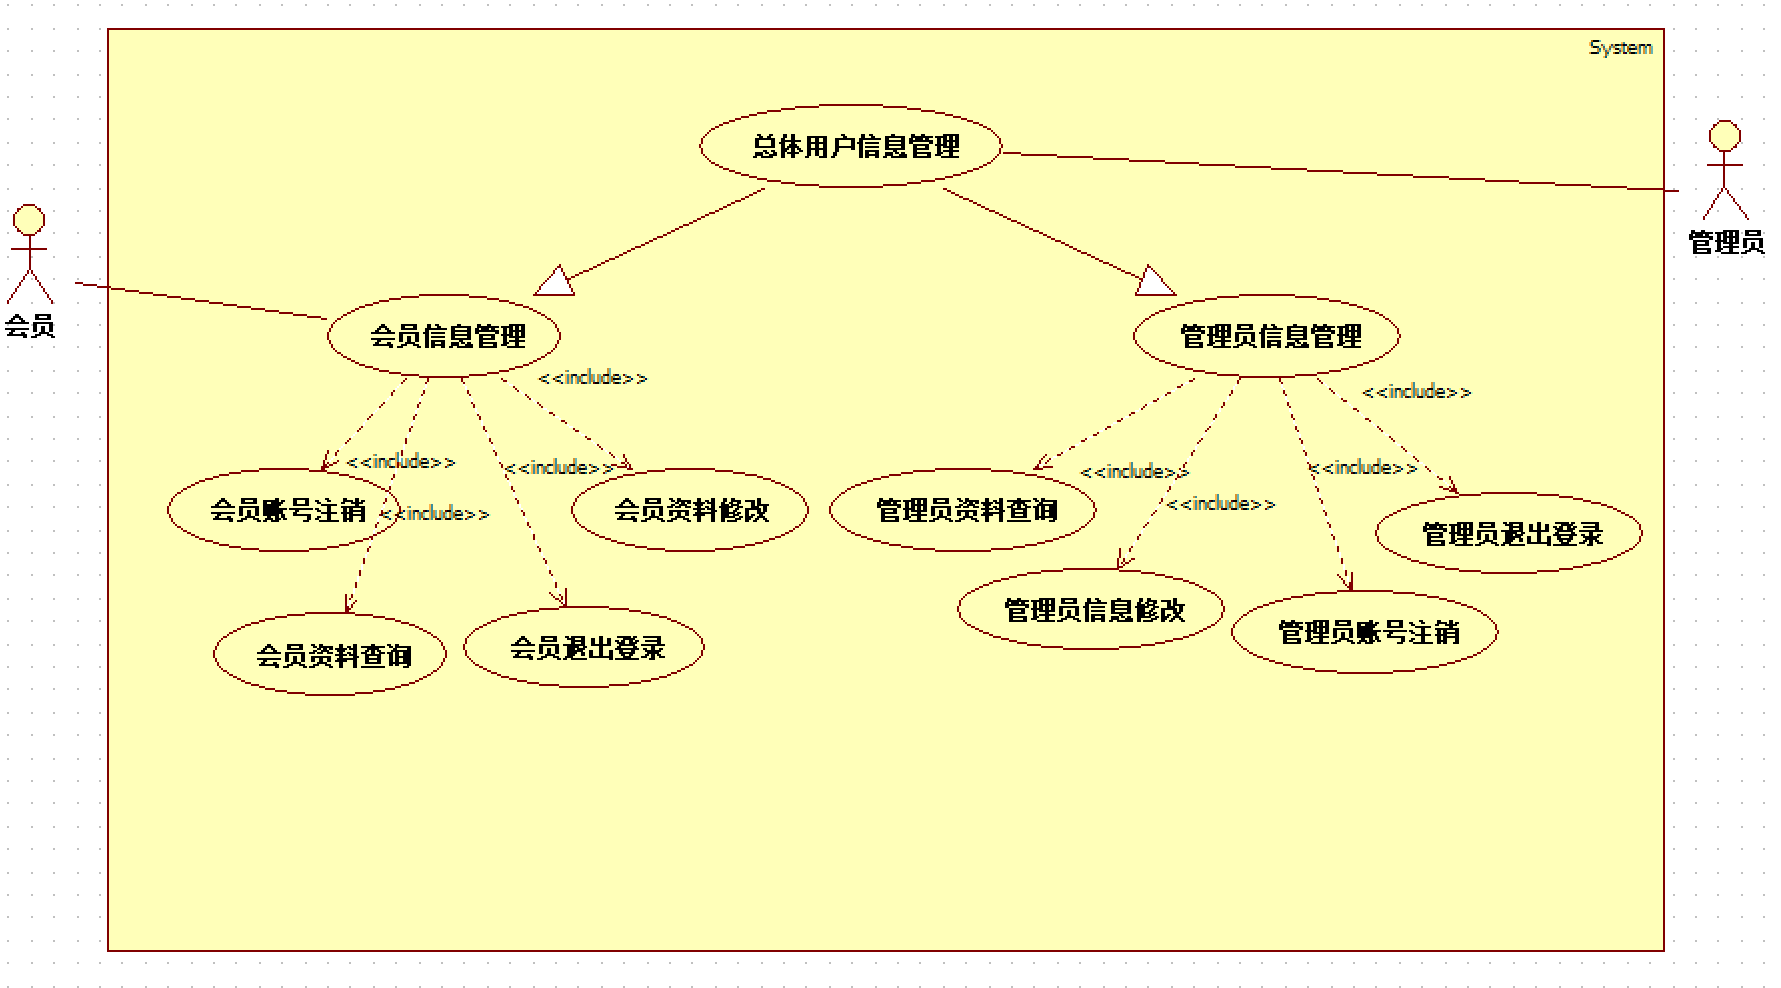 System
总体用户信息管理
管理员
会员
会员信息管理
管理员信息管理
<<include>>
<<include>>
<<include>>
<<include>>
<<include>>
<<include>>
<<include>>
<<include>>
会员账号注销
会员资料修改
管理员资料查询
管理员退出登录
管理员信息修改
管理员账号注销
会员资料查询
会员退出登录